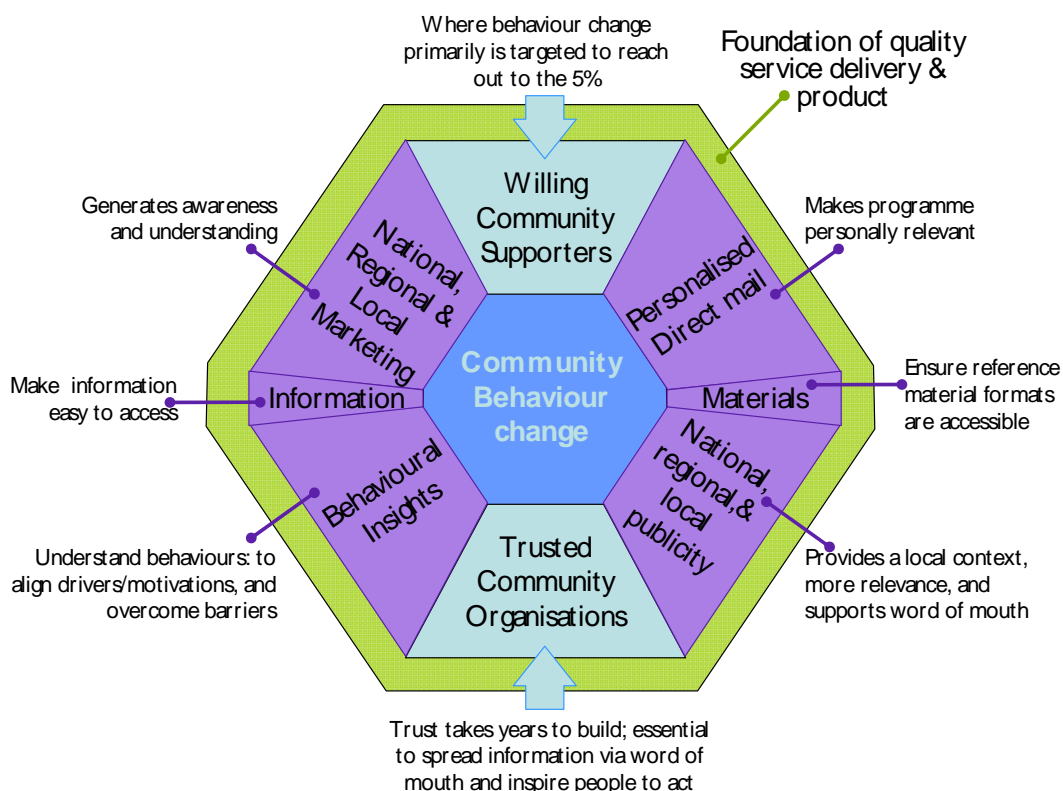 Where behaviour change
primarily is targeted to reach
out to the 5%
Foundation of quality
service delivery &
product
Willing
Community
Supporters
Generates awareness
and understanding
National,
Regional &
Local
Marketing
Personalised
Direct mail
Makes programme
personally relevant
Make information
easy to access
Information
Community
Behaviour
change
Materials
Ensure reference
material formats
are accessible
Behavioural
Insights
National,
regional,&
local
publicity
Understand behaviours: to
align drivers/motivations, and
overcome barriers
Trusted
Community
Organisations
Provides a local context,
more relevance, and
supports word of mouth
Trust takes years to build; essential
to spread information via word of
mouth and inspire people to act